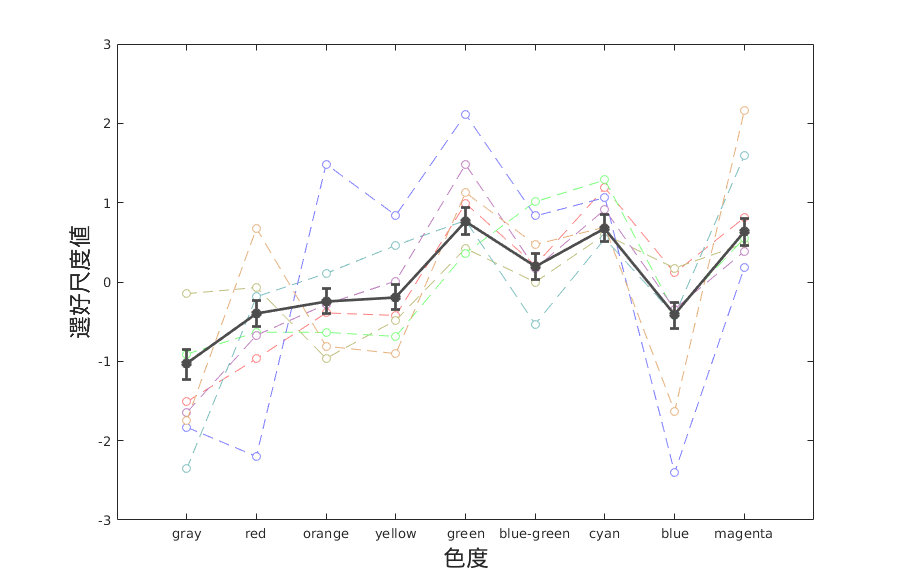 3
2
1
0
-1
-2
-3
選好尺度値
gray red orange yellow green blue-green cyan blue magenta
色度